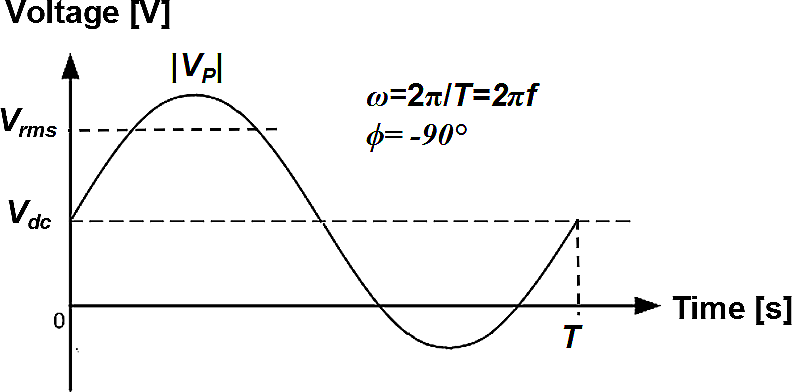 Voltage [V]
|VP|
ω=2π/T=2πf
ϕ= -90°
Vrms
Vdc
0
Time [s]
T